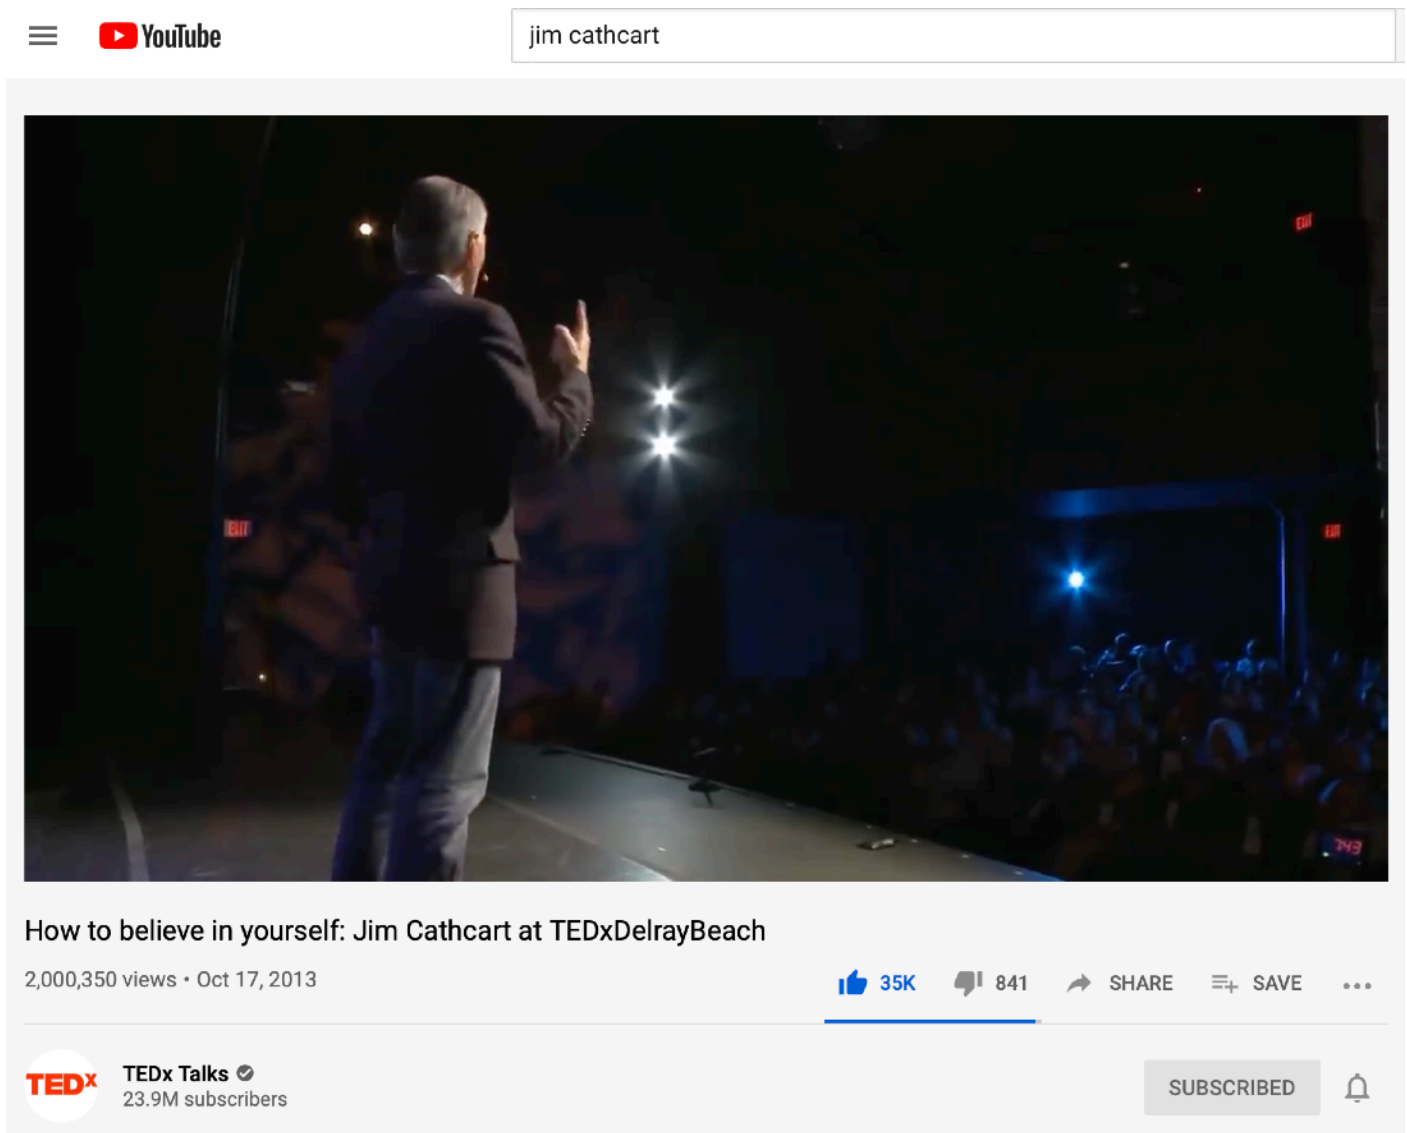 YouTube
jim cathcart
EXIT
EXIT
EXIT
743
How to believe in yourself: Jim Cathcart at TEDxDelrayBeach
2,000,350 views • Oct 17, 2013
35K
841
SHARE
SAVE
TEDx
TEDx Talks
23.9M subscribers
SUBSCRIBED